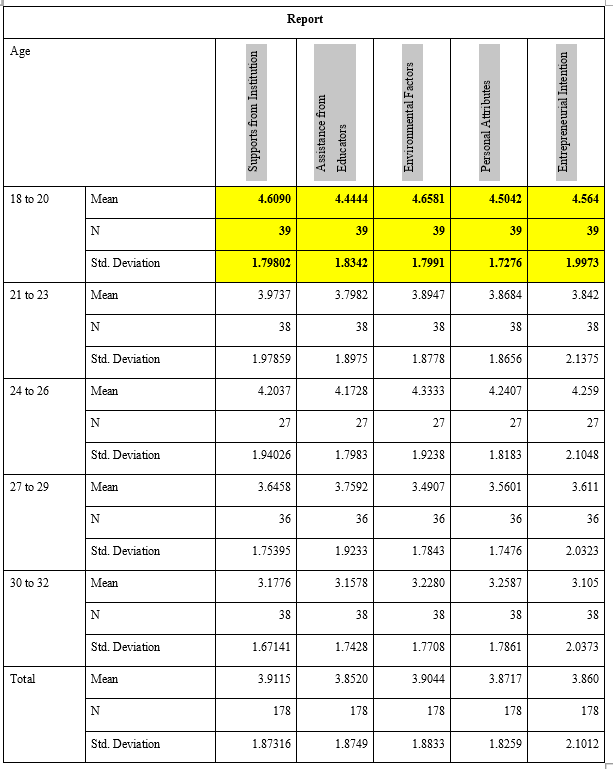 Report
Age
Supports from Institution
Assistance from
Educators
Environmental Factors
Personal Attributes
Entrepreneurial Intention
18 to 20 Mean 4.6090 4.4444 4.6581 4.5042 4.564
N 39 39 39 39 39
Std. Deviation 1.79802 1.8342 1.7991 1.7276 1.9973
21 to 23 Mean 3.9737 3.7982 3.8947 3.8684 3.842
N 38 38 38 38 38
Std. Deviation 1.97859 1.8975 1.8778 1.8656 2.1375
24 to 26 Mean 4.2037 4.1728 4.3333 4.2407 4.259
N 27 27 27 27 27
Std. Deviation 1.94026 1.7983 1.9238 1.8183 2.1048
27 to 29 Mean 3.6458 3.7592 3.4907 3.5601 3.611
N 36 36 36 36 36
Std. Deviation 1.75395 1.9233 1.7843 1.7476 2.0323
30 to 32 Mean 3.1776 3.1578 3.2280 3.2587 3.105
N 38 38 38 38 38
Std. Deviation 1.67141 1.7428 1.7708 1.7861 2.0373
Total Mean 3.9115 3.8520 3.9044 3.8717 3.860
N 178 178 178 178 178
Std. Deviation 1.87316 1.8749 1.8833 1.8259 2.1012